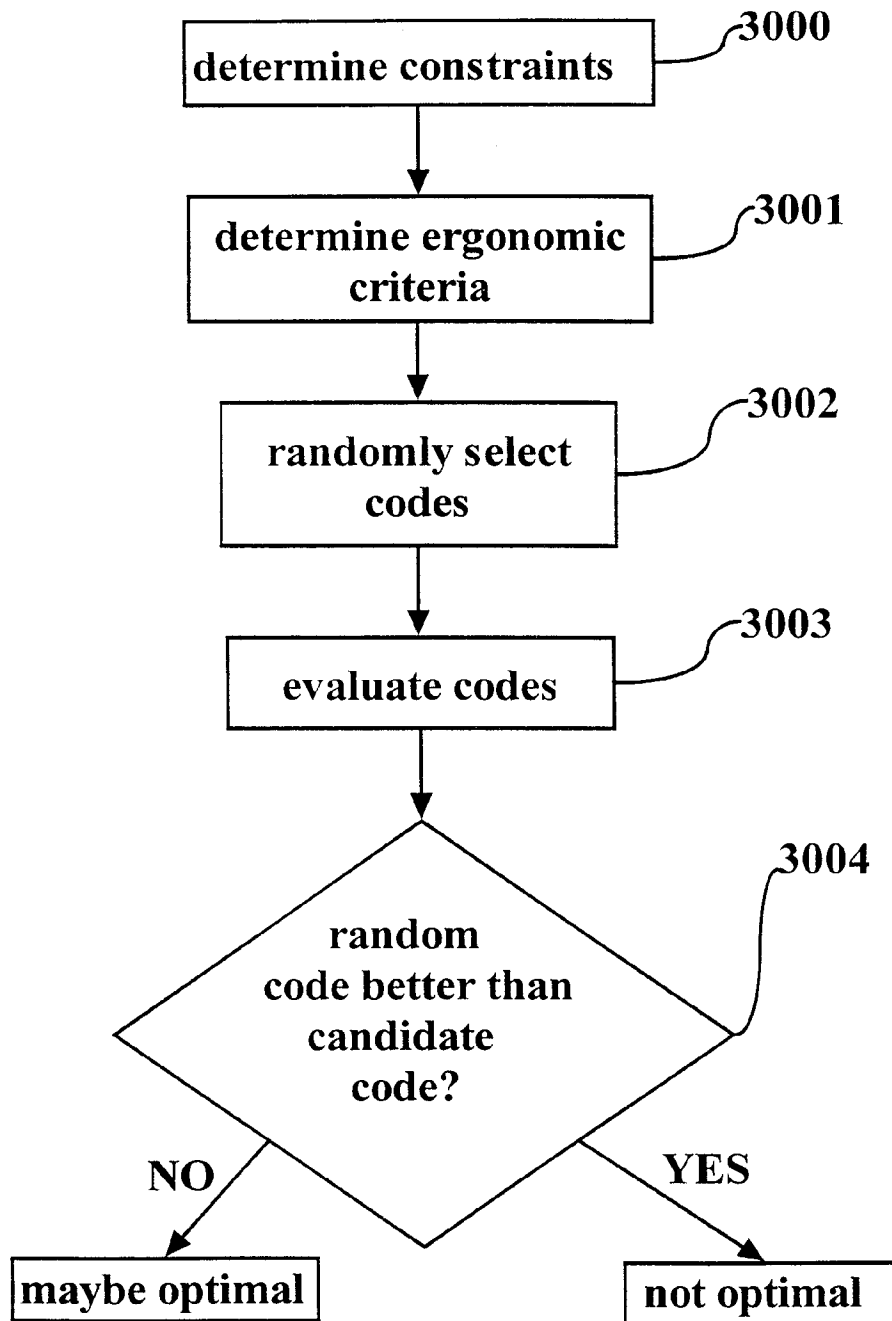 3000
determine constraints
3001
determine ergonomic
criteria
3002
randomly select
codes
3003
evaluate codes
3004
random
code better than
candidate
code?
NO
YES
maybe optimal
not optimal